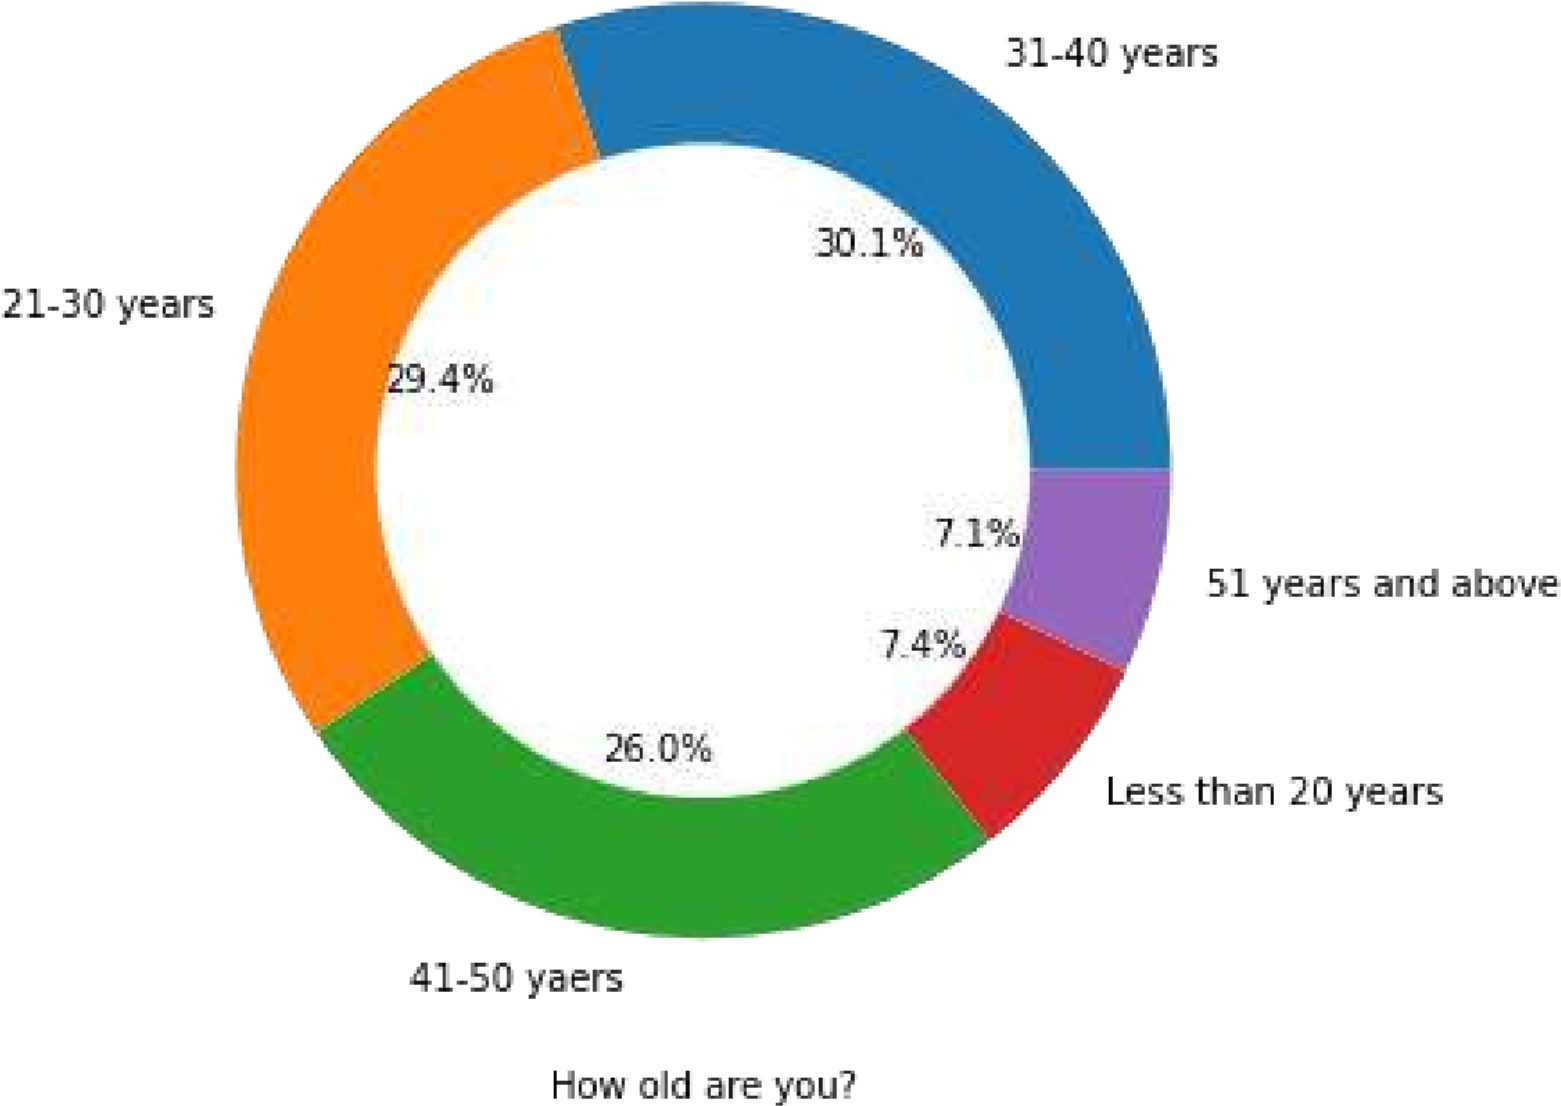 31-40 years
30.1%
21-30 years
29.4%
7.1%
51 years and above
7.4%
26.0%
Less than 20 years
41-50 yaers
How old are you?